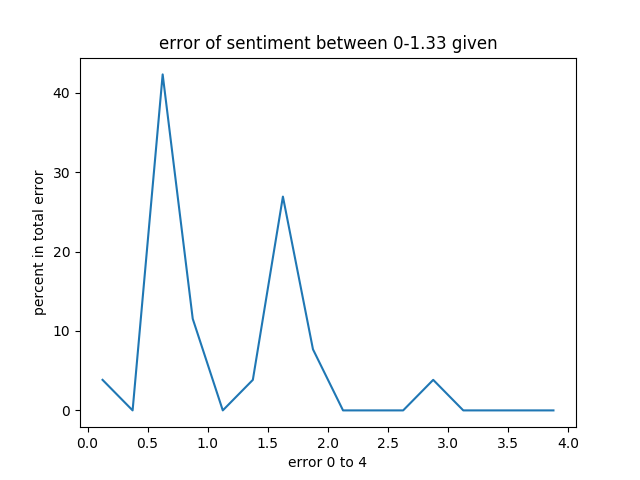 error of sentiment between 0-1.33 given
percent in total error
40
30
20
10
0
0.0 0.5 1.0 1.5 2.0 2.5 3.0 3.5 4.0
error 0 to 4